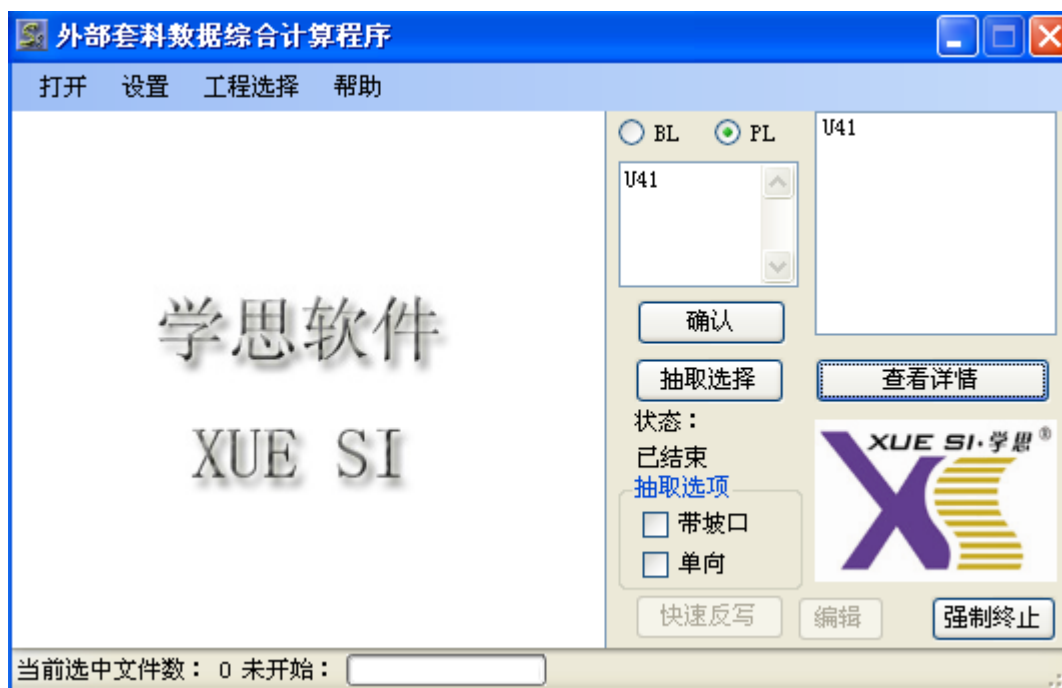 外部套料数据综合计算程序
打开 设置 工程选择 帮助
BL PL
U41
U41
确认
抽取选择
查看详情
状态：
已结束
抽取选项
带坡口
单向
学思软件
XUE SI
XUE SI·学思®
快速反写 编辑 强制终止
当前选中文件数： 0 未开始：